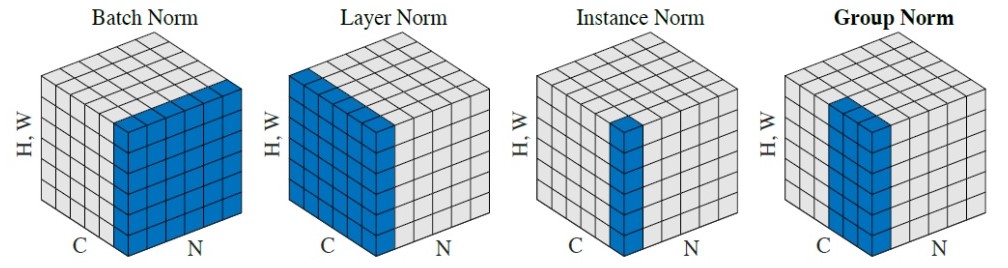 Batch Norm
Layer Norm
Instance Norm
Group Norm
H, W
C
N
H, W
C
N
H, W
C
N
H, W
C
N